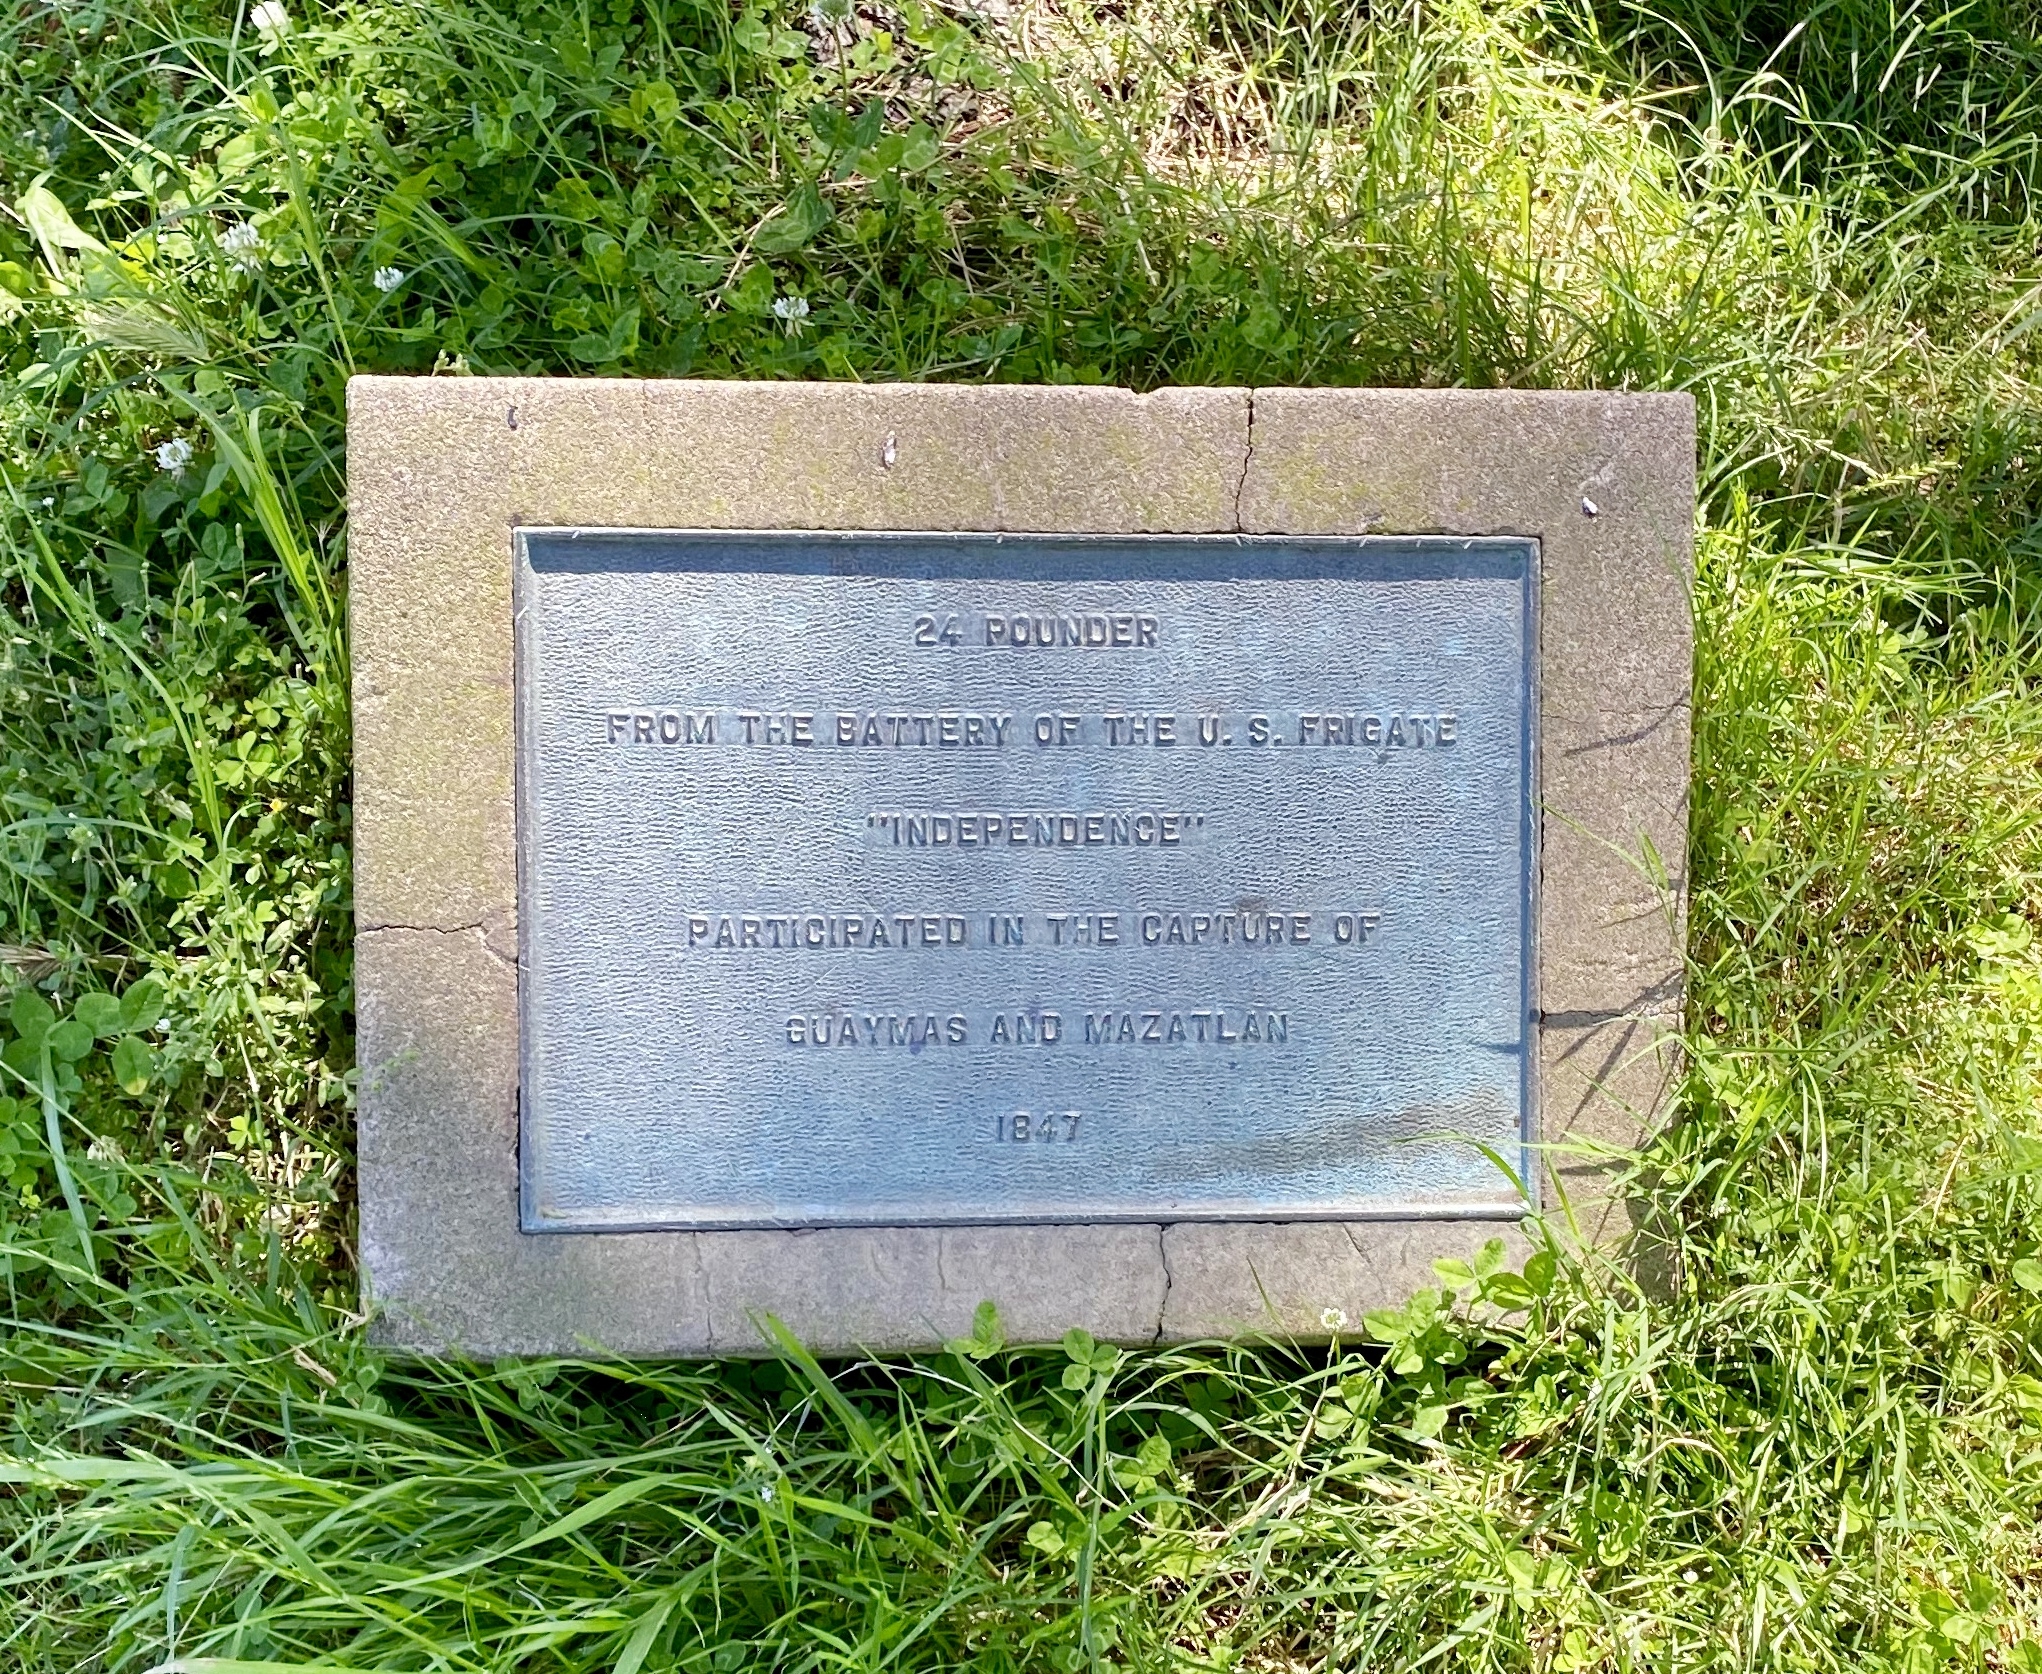 24 POUNDER
FROM THE BATTERY OF THE U. S. FRIGATE
"INDEPENDENCE"
PARTICIPATED IN THE CAPTURE OF
GUAYMAS AND MAZATLAN
1847